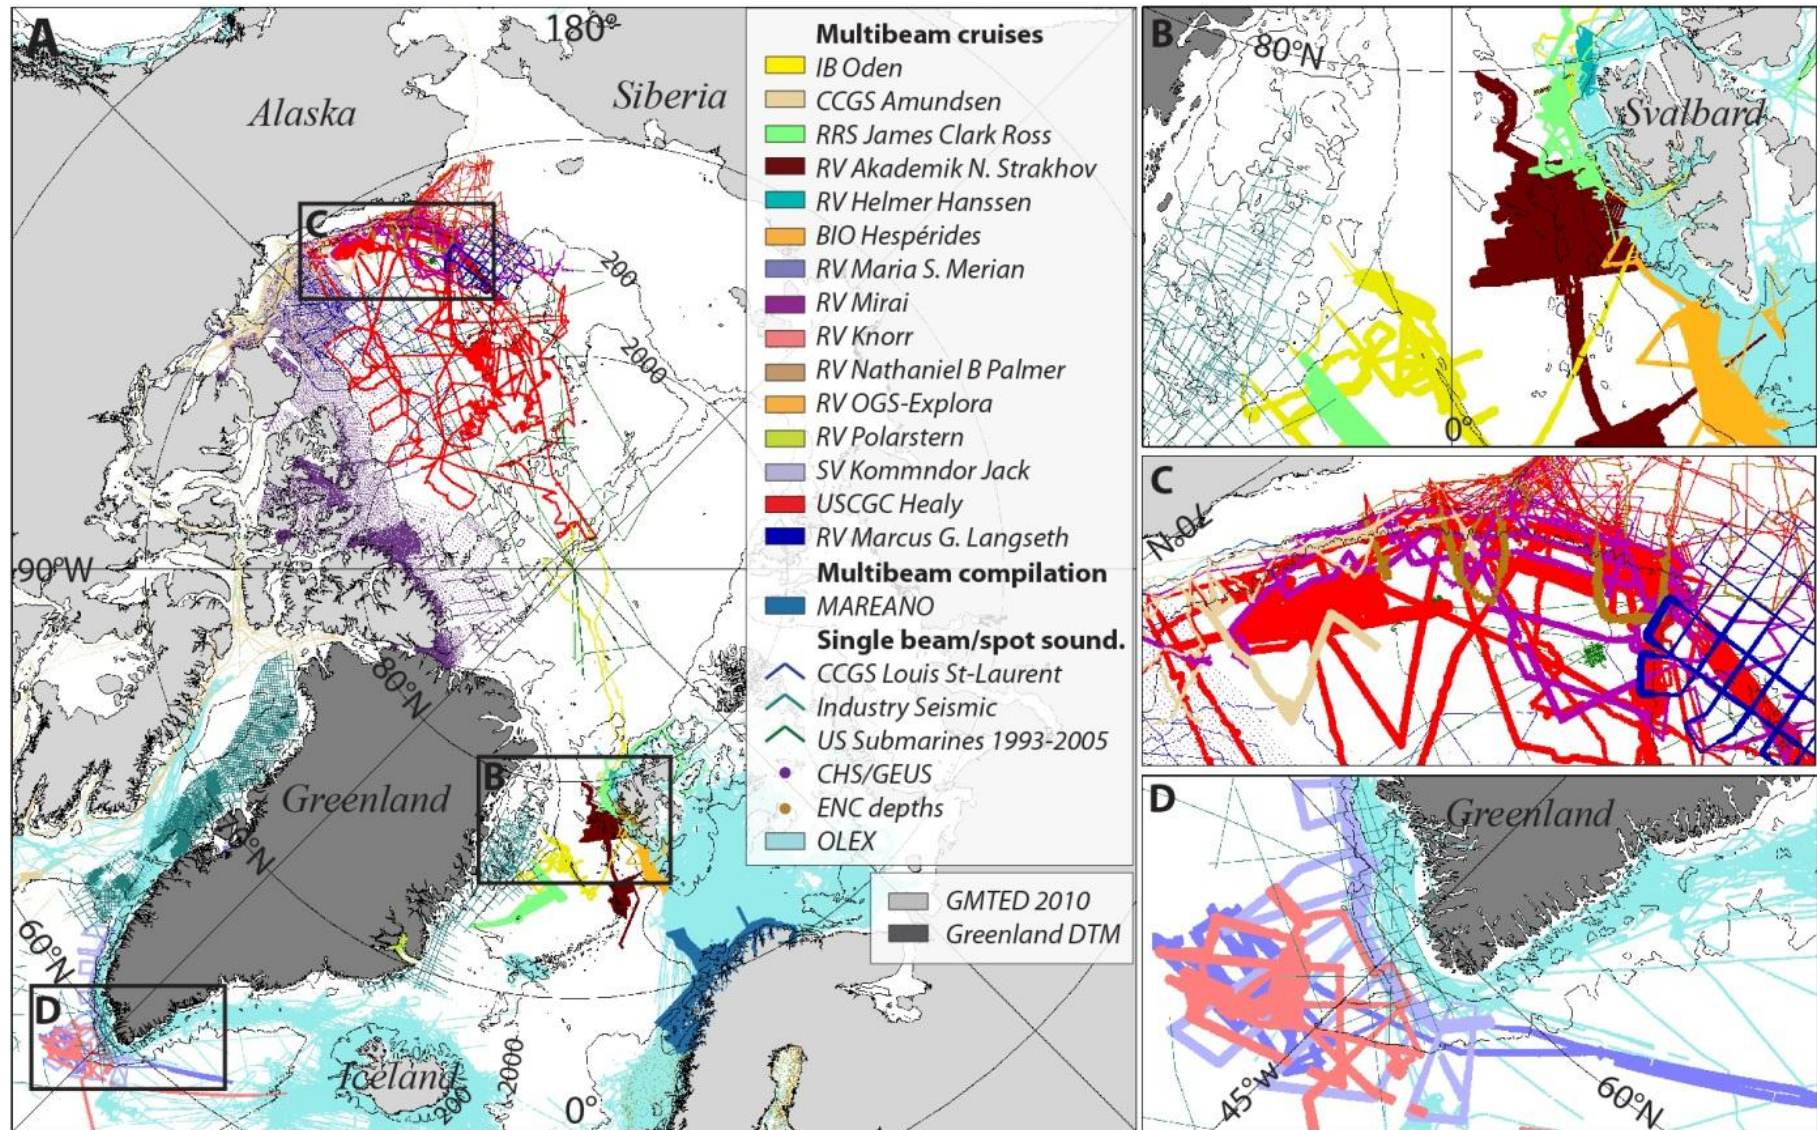 A
180°
Alaska
Siberia
C
200
2000
90°W
80°N
Greenland
70°N
B
60°N
D
Iceland
200
2000
0°
Multibeam cruises
IB Oden
CCGS Amundsen
RRS James Clark Ross
RV Akademik N. Strakhov
RV Helmer Hanssen
BIO Hespérides
RV Maria S. Merian
RV Mirai
RV Knorr
RV Nathaniel B Palmer
RV OGS-Explora
RV Polarstern
SV Kommndor Jack
USCGC Healy
RV Marcus G. Langseth
Multibeam compilation
MAREANO
Single beam/spot sound.
CCGS Louis St-Laurent
Industry Seismic
US Submarines 1993-2005
CHS/GEUS
ENC depths
OLEX
GMTED 2010
Greenland DTM
B
80°N
Svalbard
0°
C
70°N
D
Greenland
45°W
60°N